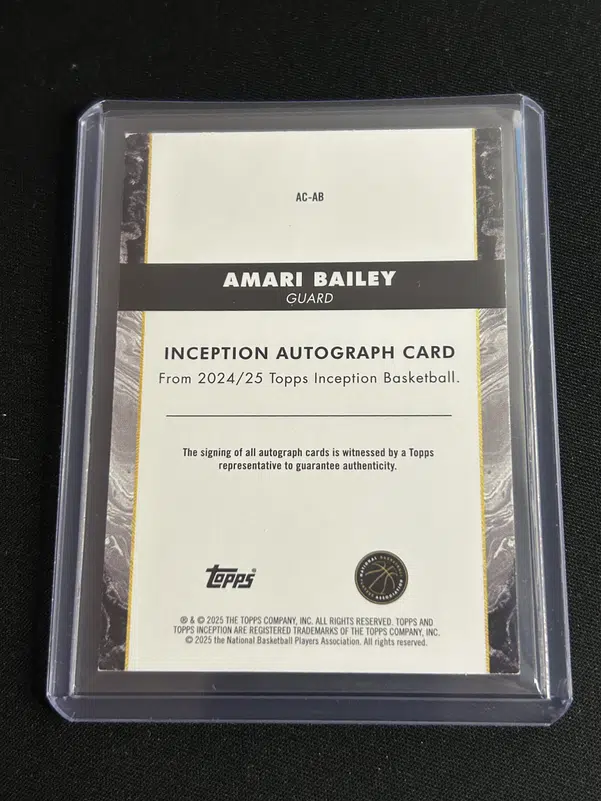 AC-AB
AMARI BAILEY
GUARD
INCEPTION AUTOGRAPH CARD
From 2024/25 Topps Inception Basketball.
The signing of all autograph cards is witnessed by a Topps
representative to guarantee authenticity.
topps
NATIONAL BASKETBALL
ASSOCIATION
® & © 2025 THE TOPPS COMPANY, INC. ALL RIGHTS RESERVED. TOPPS AND
TOPPS INCEPTION ARE REGISTERED TRADEMARKS OF THE TOPPS COMPANY, INC.
© 2025 the National Basketball Players Association. All rights reserved.